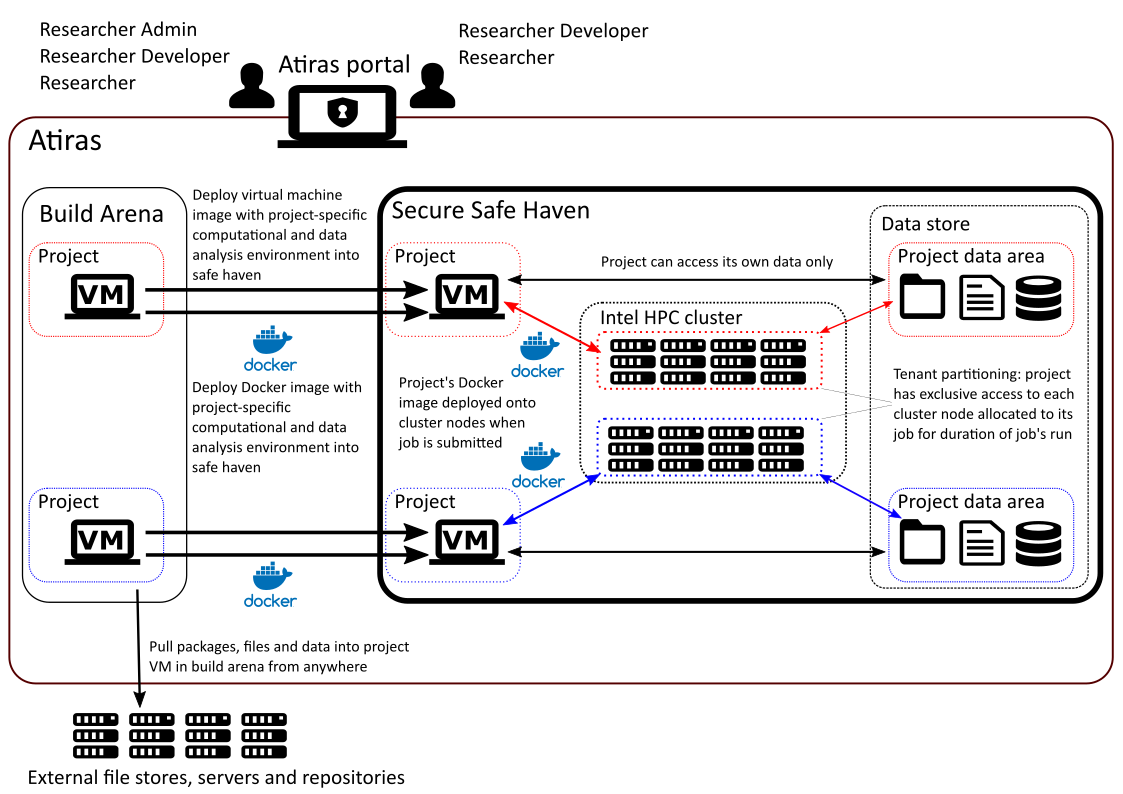 Researcher Admin
Researcher Developer
Researcher
Atiras portal
Researcher Developer
Researcher
Atiras
Build Arena
Project
VM
Project
VM
Deploy virtual machine
image with project-specific
computational and data
analysis environment into
safe haven
docker
Deploy Docker image with
project-specific
computational and data
analysis environment into
safe haven
docker
Secure Safe Haven
Project
VM
Project can access its own data only
docker
Project's Docker
image deployed onto
cluster nodes when
job is submitted
docker
Project
VM
Intel HPC cluster
Data store
Project data area
Tenant partitioning: project
has exclusive access to each
cluster node allocated to its
job for duration of job's run
Project data area
Pull packages, files and data into project
VM in build arena from anywhere
External file stores, servers and repositories